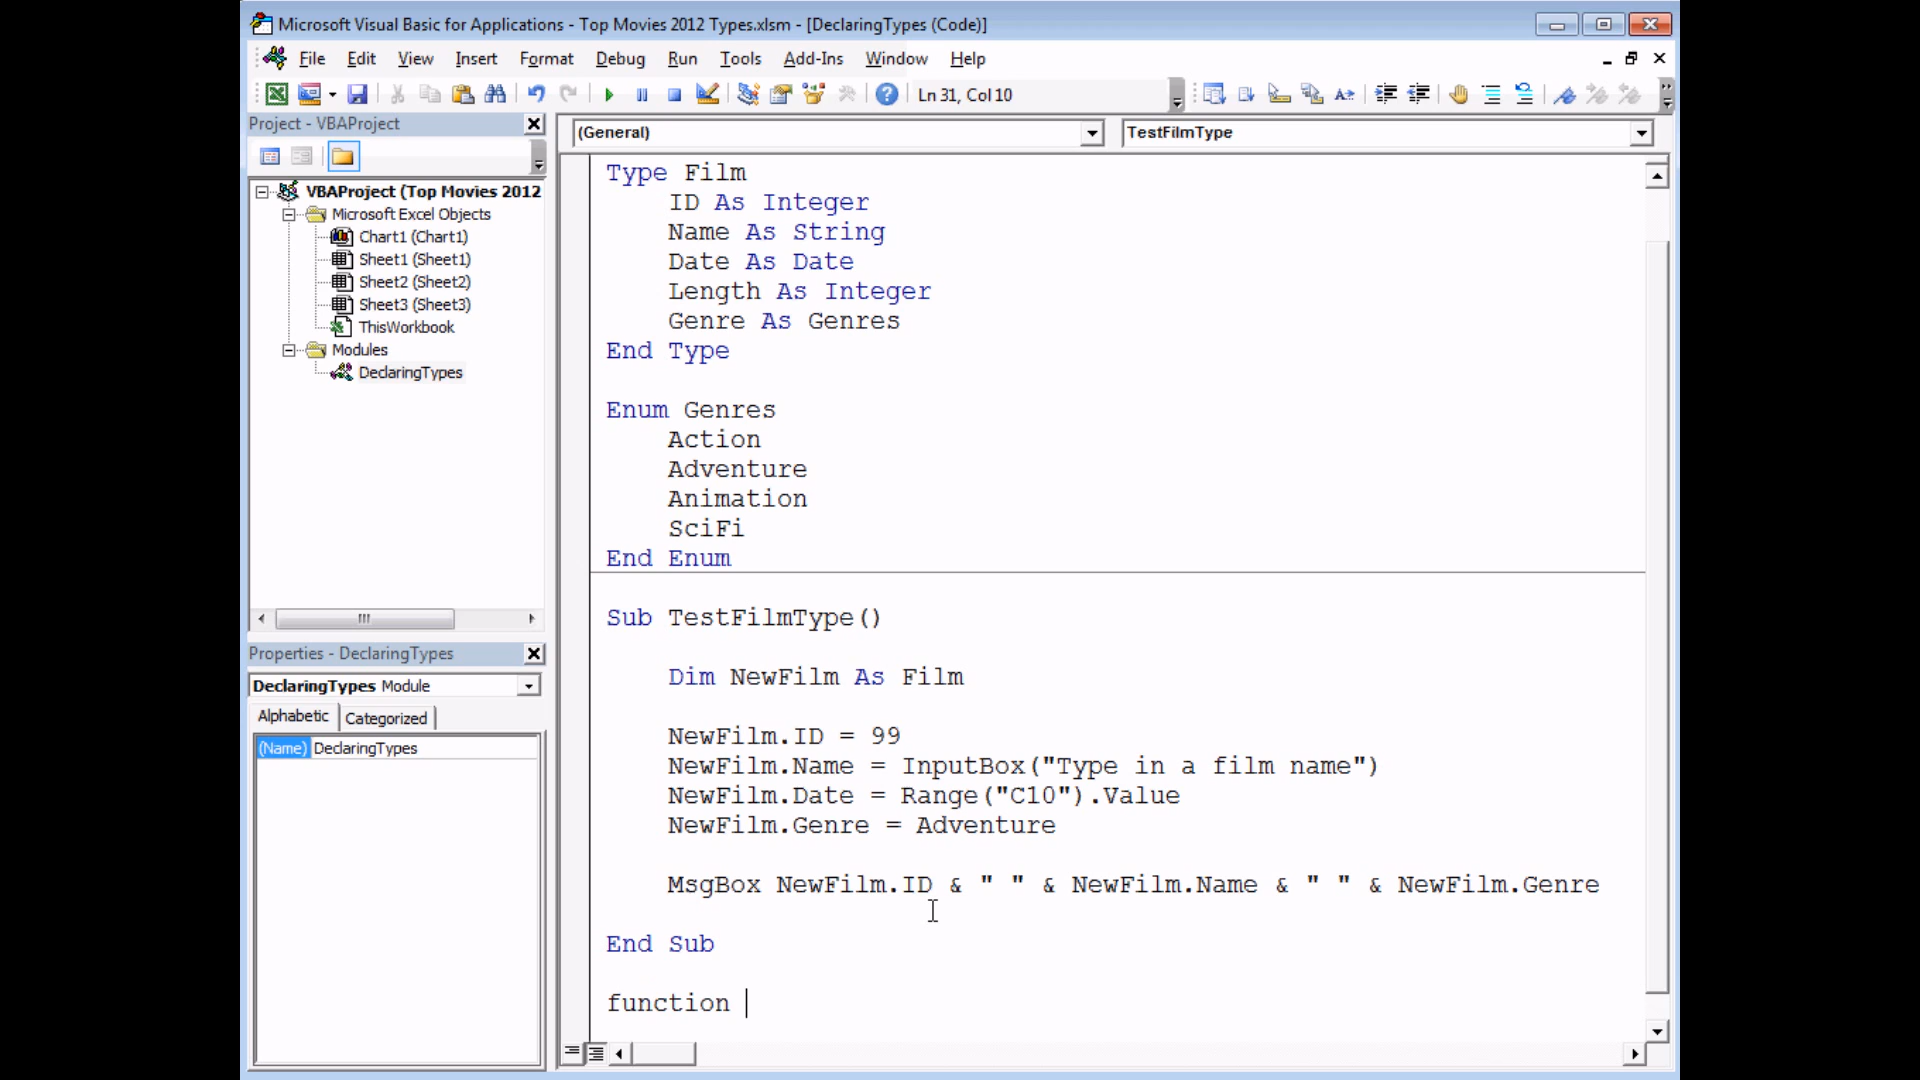 Microsoft Visual Basic for Applications - Top Movies 2012 Types.xlsm - [DeclaringTypes (Code)]
File Edit View Insert Format Debug Run Tools Add-Ins Window Help
Ln 31, Col 10
Project - VBAProject
(General) TestFilmType
VBAProject (Top Movies 2012
Microsoft Excel Objects
Chart1 (Chart1)
Sheet1 (Sheet1)
Sheet2 (Sheet2)
Sheet3 (Sheet3)
ThisWorkbook
Modules
DeclaringTypes
Properties - DeclaringTypes
DeclaringTypes Module
Alphabetic Categorized
(Name) DeclaringTypes
Type Film
ID As Integer
Name As String
Date As Date
Length As Integer
Genre As Genres
End Type
Enum Genres
Action
Adventure
Animation
SciFi
End Enum
Sub TestFilmType()
Dim NewFilm As Film
NewFilm.ID = 99
NewFilm.Name = InputBox("Type in a film name")
NewFilm.Date = Range("C10").Value
NewFilm.Genre = Adventure
MsgBox NewFilm.ID & " " & NewFilm.Name & " " & NewFilm.Genre
End Sub
function